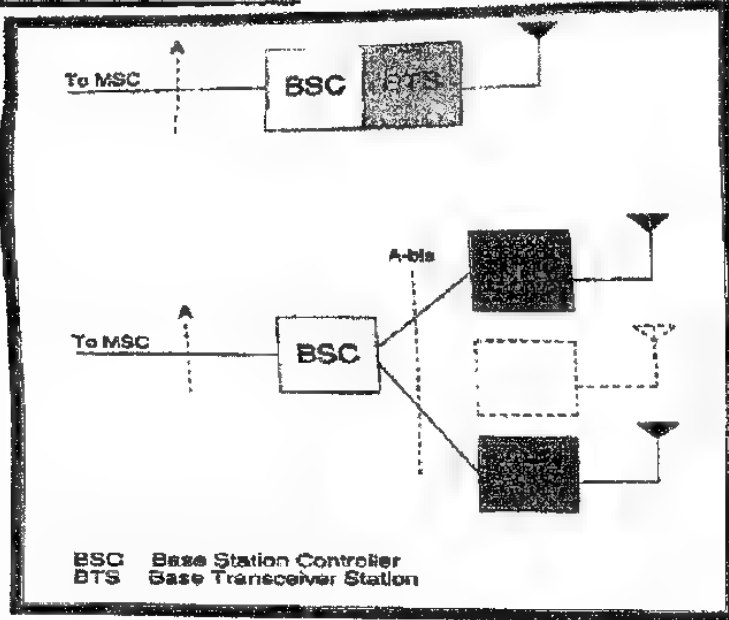 A
To MSC
BSC BTS
A-bis
A
To MSC
BSC
BSC Base Station Controller
BTS Base Transceiver Station